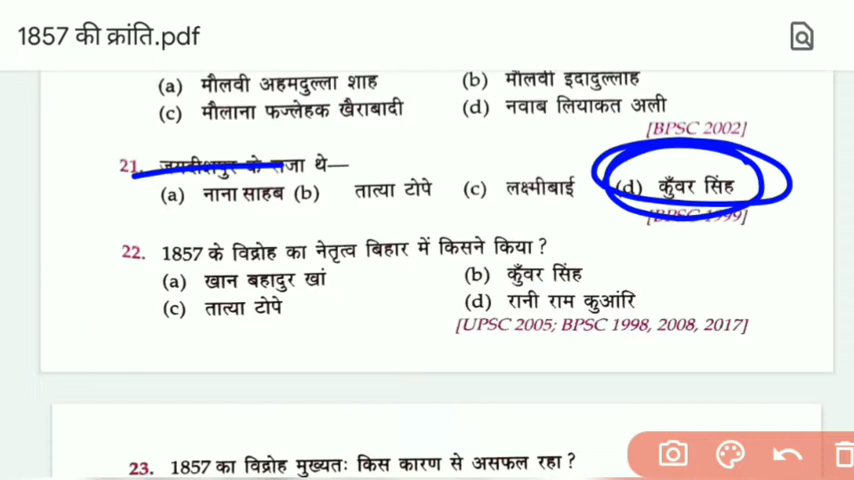 1857 की क्रांति.pdf
(a) मौलवी अहमदुल्ला शाह (b) मौलवी इदादुल्लाह
(c) मौलाना फज्लेहक खैराबादी (d) नवाब लियाकत अली
[BPSC 2002]
21. जगदीशपुर के राजा थे—
(a) नाना साहब (b) तात्या टोपे (c) लक्ष्मीबाई (d) कुँवर सिंह
[BPSC 1999]
22. 1857 के विद्रोह का नेतृत्व बिहार में किसने किया?
(a) खान बहादुर खां (b) कुँवर सिंह
(c) तात्या टोपे (d) रानी राम कुआंरि
[UPSC 2005; BPSC 1998, 2008, 2017]
23. 1857 का विद्रोह मुख्यतः किस कारण से असफल रहा?